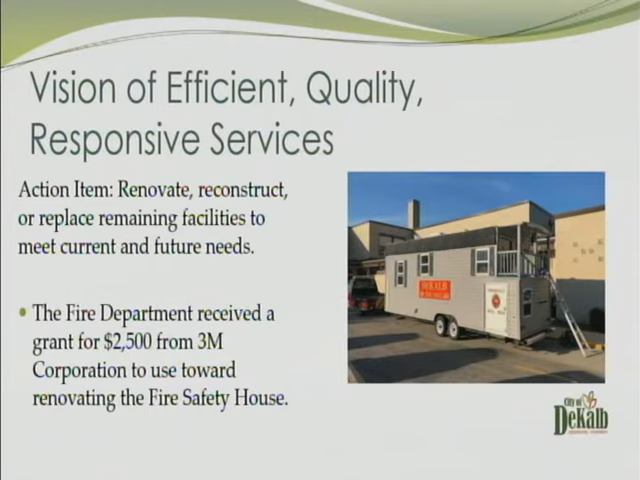 Vision of Efficient, Quality,
Responsive Services
Action Item: Renovate, reconstruct,
or replace remaining facilities to
meet current and future needs.
• The Fire Department received a
grant for $2,500 from 3M
Corporation to use toward
renovating the Fire Safety House.
DEKALB
City of
DeKalb